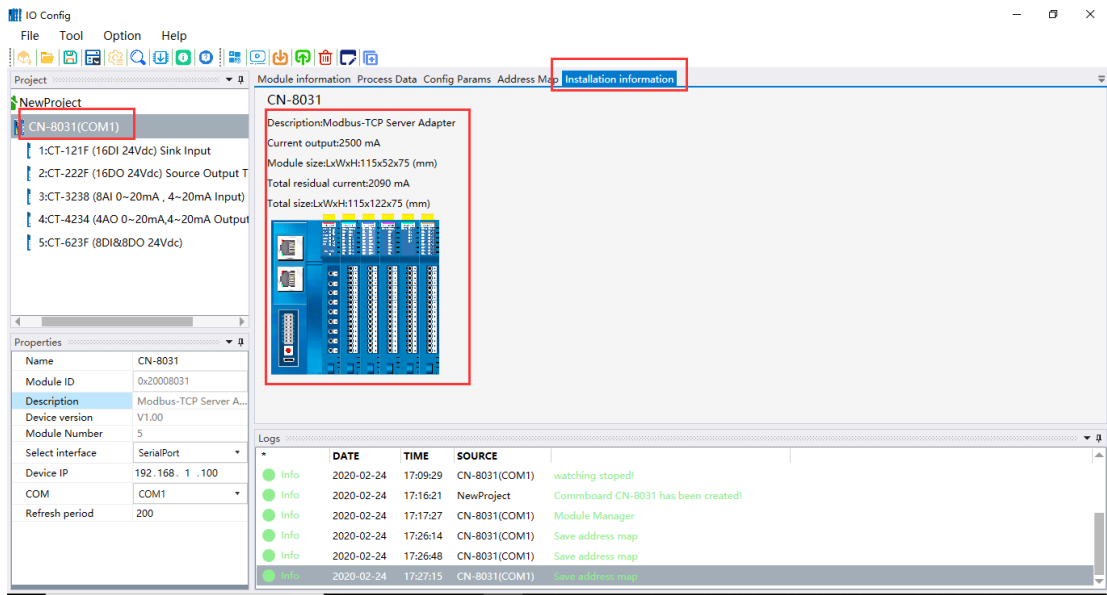 IO Config
File Tool Option Help
Project
Module information Process Data Config Params Address Map Installation information
NewProject
CN-8031(COM1)
1:CT-121F (16DI 24Vdc) Sink Input
2:CT-222F (16DO 24Vdc) Source Output T
3:CT-3238 (8AI 0~20mA , 4~20mA Input)
4:CT-4234 (4AO 0~20mA,4~20mA Output
5:CT-623F (8DI&8DO 24Vdc)
CN-8031
Description:Modbus-TCP Server Adapter
Current output:2500 mA
Module size:LxWxH:115x52x75 (mm)
Total residual current:2090 mA
Total size:LxWxH:115x122x75 (mm)
Properties
Name CN-8031
Module ID 0x20008031
Description Modbus-TCP Server A...
Device version V1.00
Module Number 5
Select interface SerialPort
Device IP 192.168. 1 .100
COM COM1
Refresh period 200
Logs
* DATE TIME SOURCE
Info 2020-02-24 17:09:29 CN-8031(COM1) watching stoped!
Info 2020-02-24 17:16:21 NewProject Commboard CN-8031 has been created!
Info 2020-02-24 17:17:27 CN-8031(COM1) Module Manager
Info 2020-02-24 17:26:14 CN-8031(COM1) Save address map
Info 2020-02-24 17:26:48 CN-8031(COM1) Save address map
Info 2020-02-24 17:27:15 CN-8031(COM1) Save address map